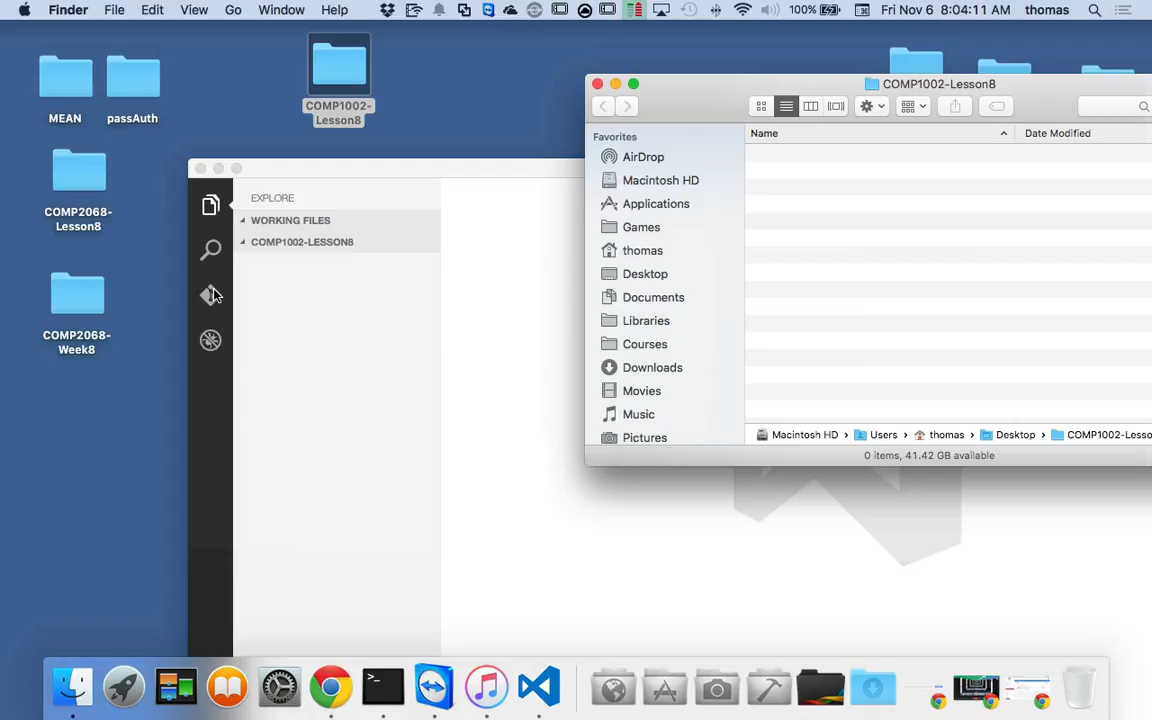 Finder File Edit View Go Window Help 100% Fri Nov 6 8:04:11 AM thomas
MEAN
passAuth
COMP1002-
Lesson8
COMP2068-
Lesson8
COMP2068-
Week8
EXPLORE
WORKING FILES
COMP1002-LESSON8
COMP1002-Lesson8
Favorites
AirDrop
Macintosh HD
Applications
Games
thomas
Desktop
Documents
Libraries
Courses
Downloads
Movies
Music
Pictures
Name Date Modified
Macintosh HD Users thomas Desktop COMP1002-Lesso
0 items, 41.42 GB available
>_